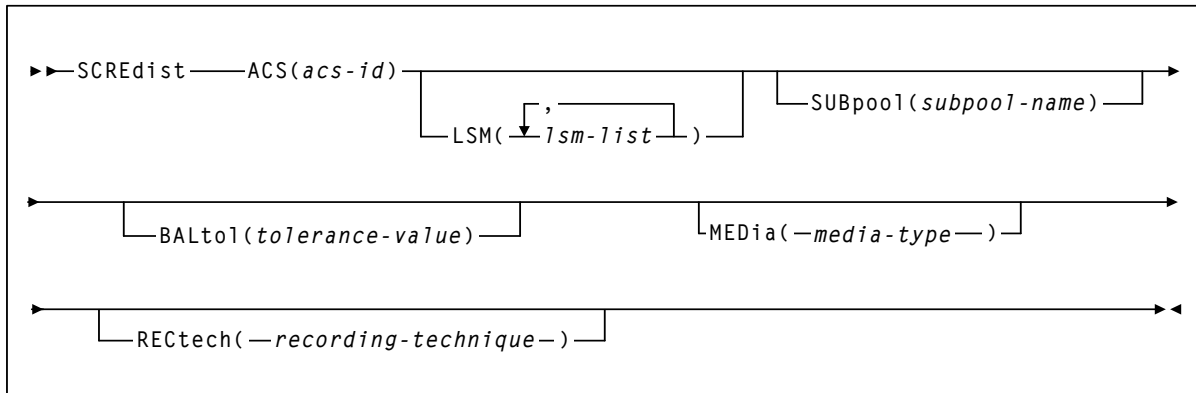 SCREdist ACS(acs-id) SUBpool(subpool-name)
,
LSM( lsm-list )
BALtol(tolerance-value) MEDia( media-type )
RECtech( recording-technique )